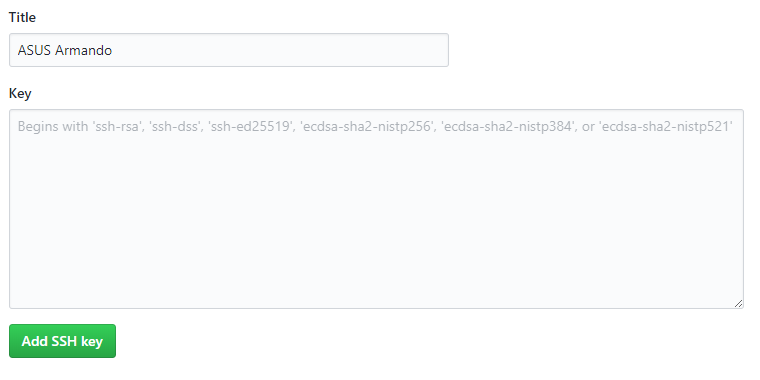 Title
ASUS Armando
Key
Begins with 'ssh-rsa', 'ssh-dss', 'ssh-ed25519', 'ecdsa-sha2-nistp256', 'ecdsa-sha2-nistp384', or 'ecdsa-sha2-nistp521'
Add SSH key